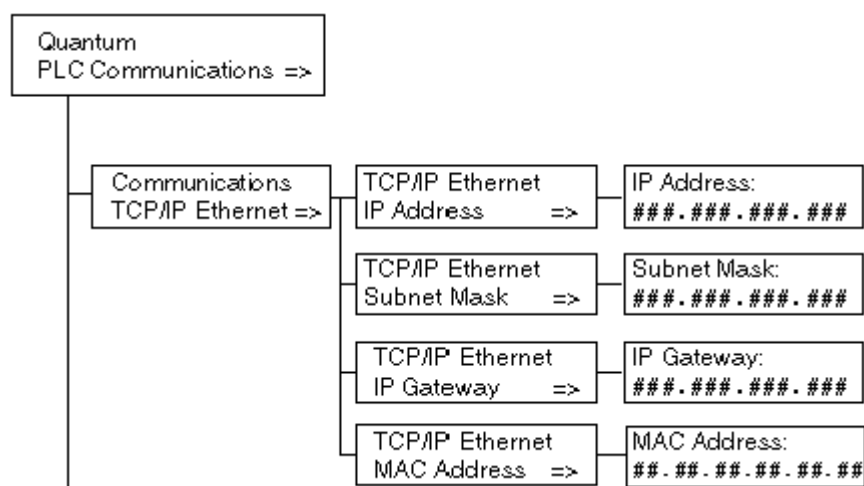 Quantum
PLC Communications =>
Communications
TCP/IP Ethernet =>
TCP/IP Ethernet
IP Address =>
IP Address:
###.###.###.###
TCP/IP Ethernet
Subnet Mask =>
Subnet Mask:
###.###.###.###
TCP/IP Ethernet
IP Gateway =>
IP Gateway:
###.###.###.###
TCP/IP Ethernet
MAC Address =>
MAC Address:
##.##.##.##.##.##